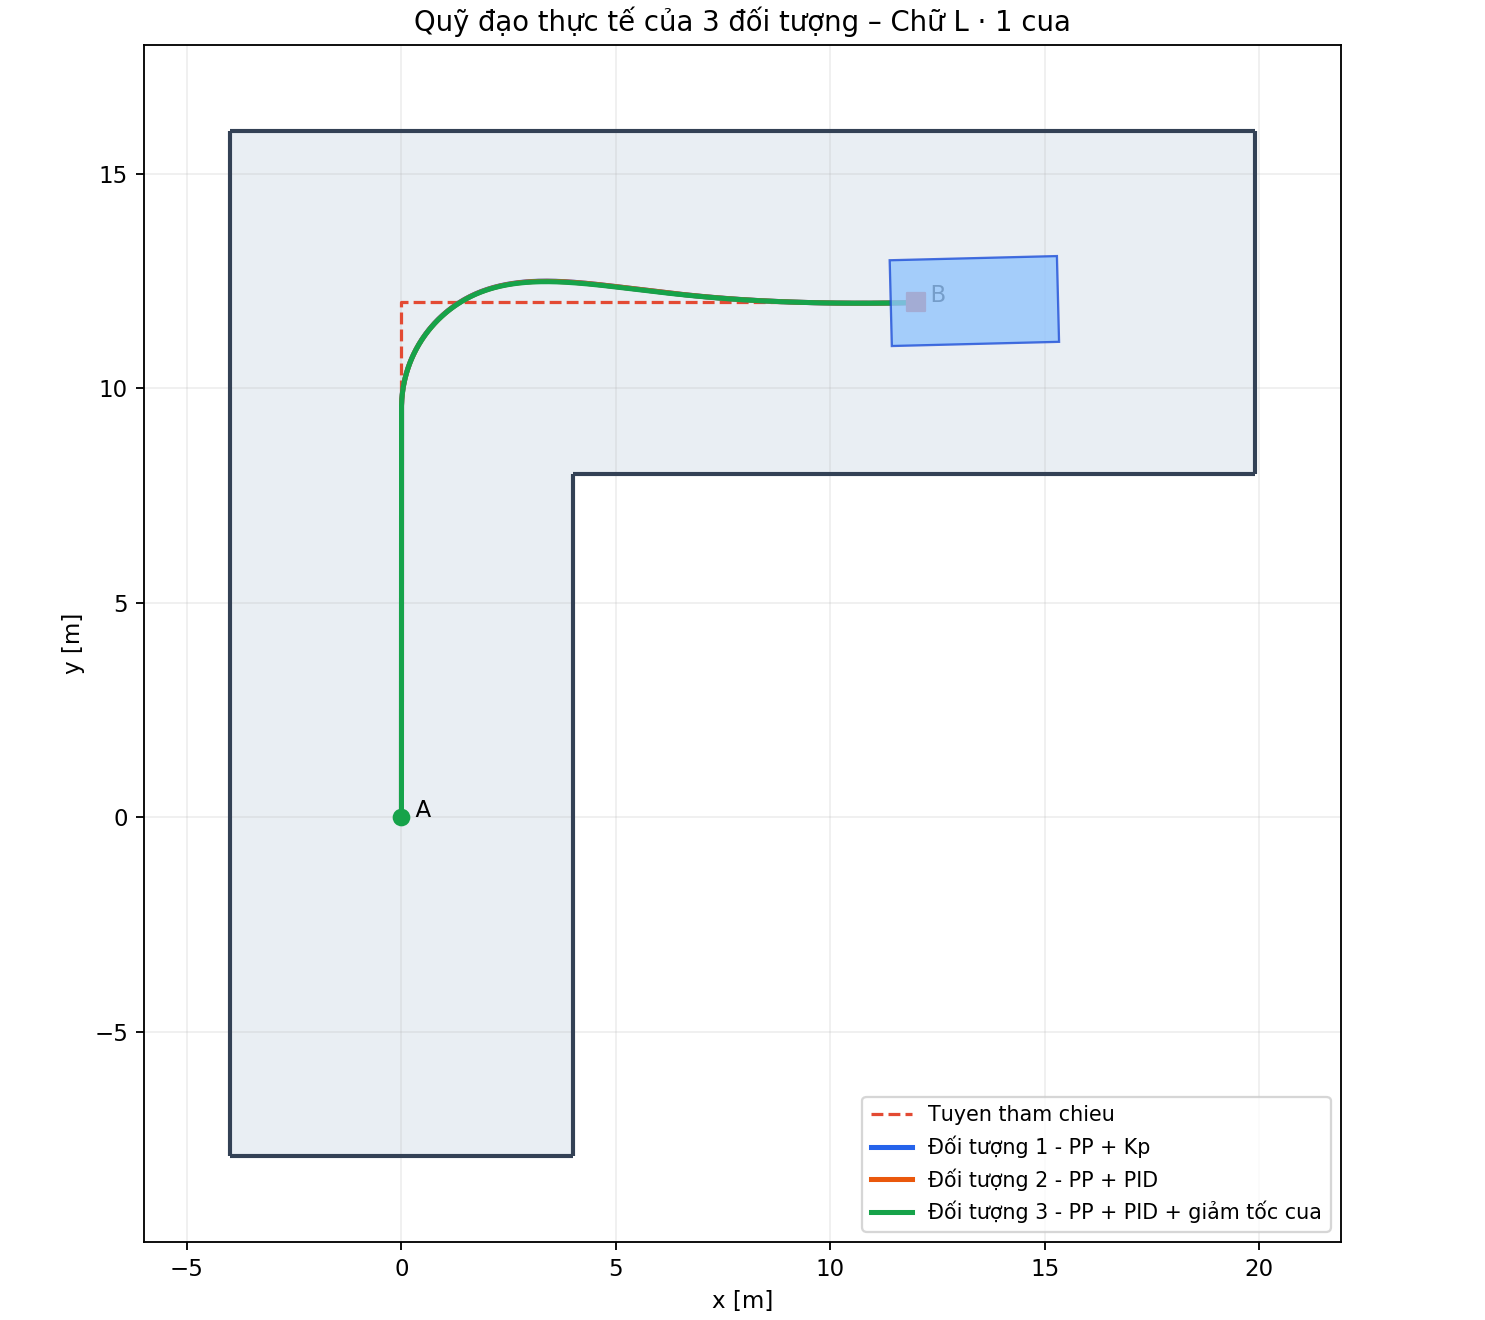 Quỹ đạo thực tế của 3 đối tượng – Chữ L · 1 cua
15
10
5
0
−5
y [m]
A
B
−5
0
5
10
15
20
x [m]
Tuyen tham chieu
Đối tượng 1 - PP + Kp
Đối tượng 2 - PP + PID
Đối tượng 3 - PP + PID + giảm tốc cua